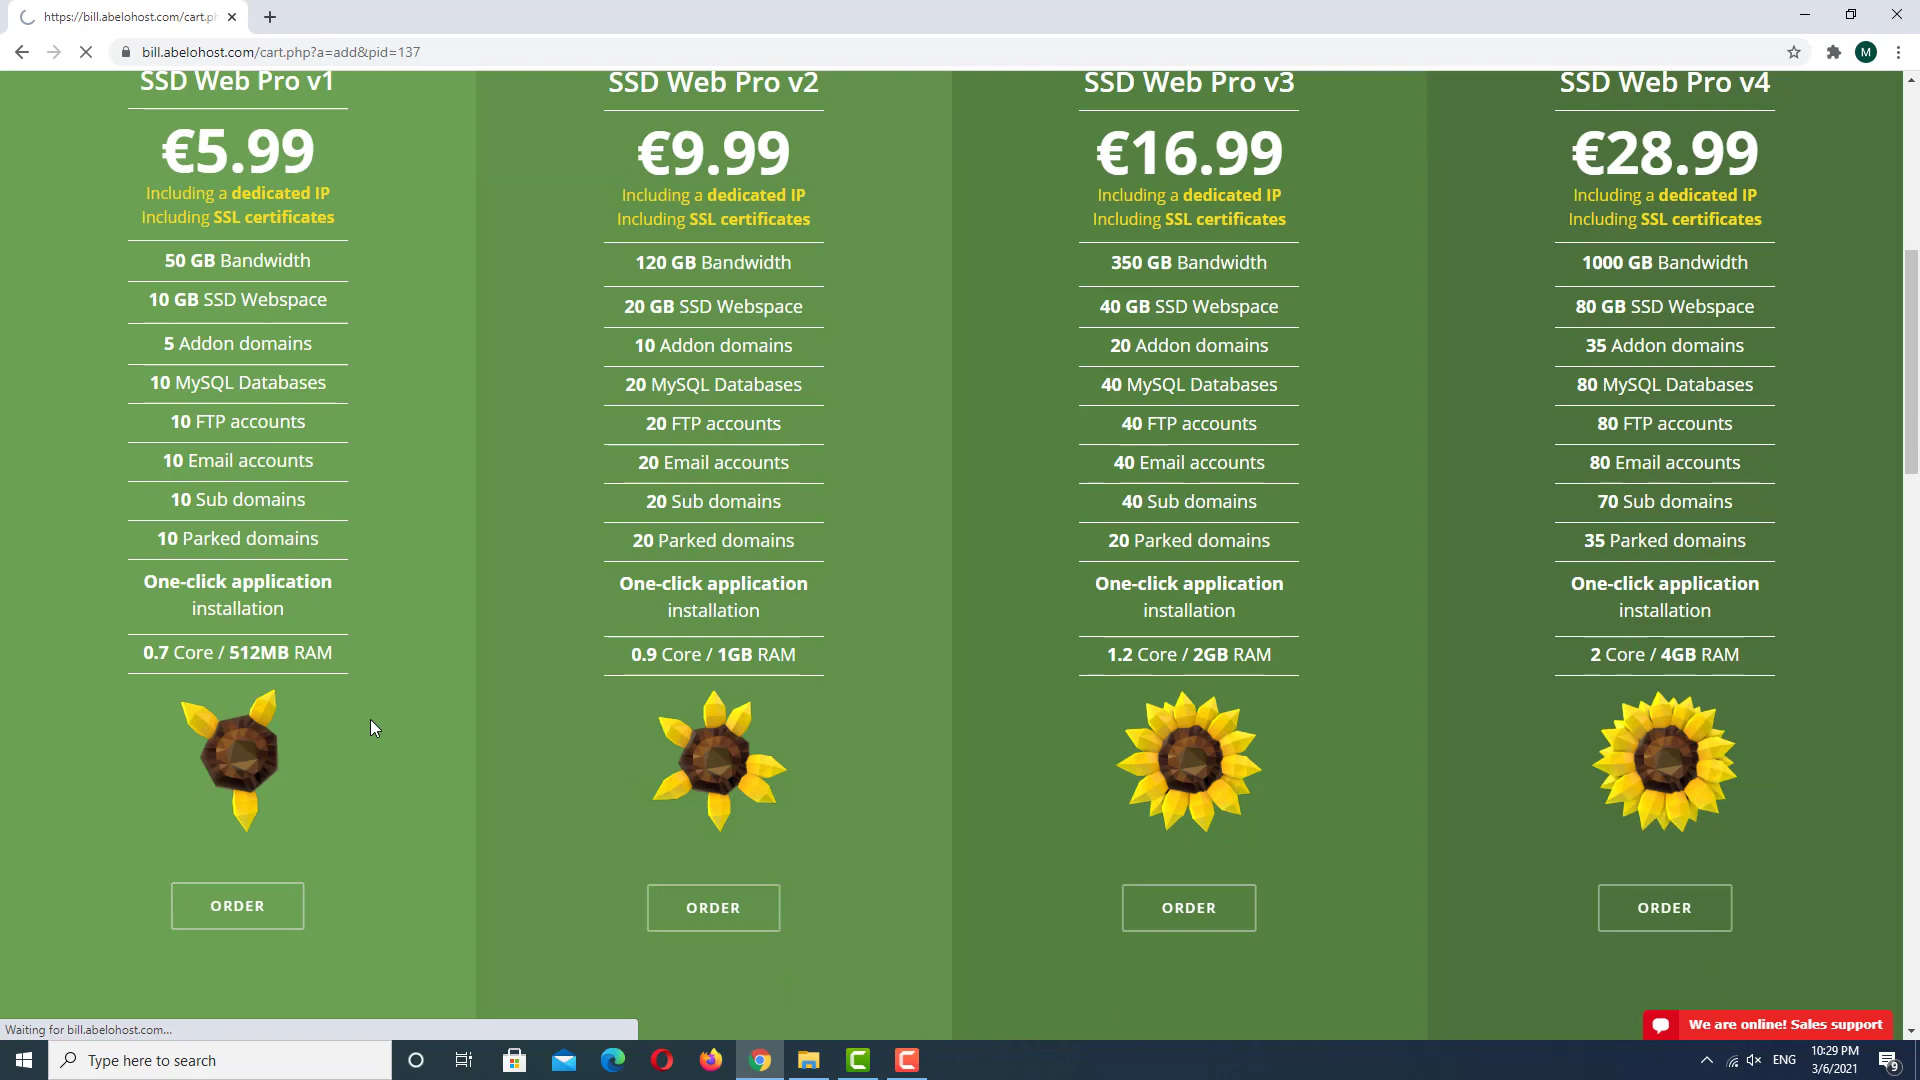 https://bill.abelohost.com/cart.ph
bill.abelohost.com/cart.php?a=add&pid=137
M
SSD Web Pro v1
€5.99
Including a dedicated IP
Including SSL certificates
50 GB Bandwidth
10 GB SSD Webspace
5 Addon domains
10 MySQL Databases
10 FTP accounts
10 Email accounts
10 Sub domains
10 Parked domains
One-click application
installation
0.7 Core / 512MB RAM
ORDER
SSD Web Pro v2
€9.99
Including a dedicated IP
Including SSL certificates
120 GB Bandwidth
20 GB SSD Webspace
10 Addon domains
20 MySQL Databases
20 FTP accounts
20 Email accounts
20 Sub domains
20 Parked domains
One-click application
installation
0.9 Core / 1GB RAM
ORDER
SSD Web Pro v3
€16.99
Including a dedicated IP
Including SSL certificates
350 GB Bandwidth
40 GB SSD Webspace
20 Addon domains
40 MySQL Databases
40 FTP accounts
40 Email accounts
40 Sub domains
20 Parked domains
One-click application
installation
1.2 Core / 2GB RAM
ORDER
SSD Web Pro v4
€28.99
Including a dedicated IP
Including SSL certificates
1000 GB Bandwidth
80 GB SSD Webspace
35 Addon domains
80 MySQL Databases
80 FTP accounts
80 Email accounts
70 Sub domains
35 Parked domains
One-click application
installation
2 Core / 4GB RAM
ORDER
We are online! Sales support
Waiting for bill.abelohost.com...
Type here to search
ENG
10:29 PM
3/6/2021
9